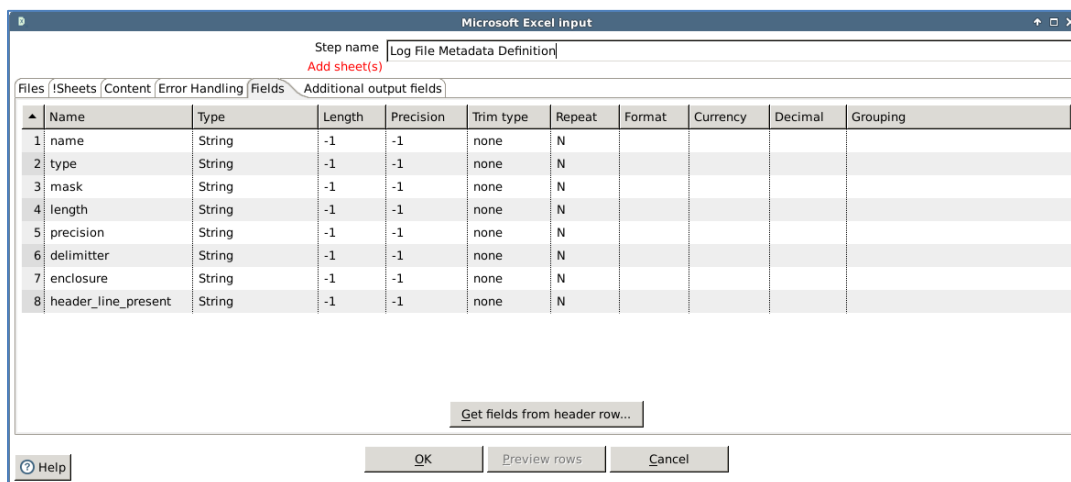 Microsoft Excel input
Step name Log File Metadata Definition
Add sheet(s)
Files !Sheets Content Error Handling Fields Additional output fields
Name Type Length Precision Trim type Repeat Format Currency Decimal Grouping
1 name String -1 -1 none N
2 type String -1 -1 none N
3 mask String -1 -1 none N
4 length String -1 -1 none N
5 precision String -1 -1 none N
6 delimitter String -1 -1 none N
7 enclosure String -1 -1 none N
8 header_line_present String -1 -1 none N
Get fields from header row...
OK Preview rows Cancel
? Help